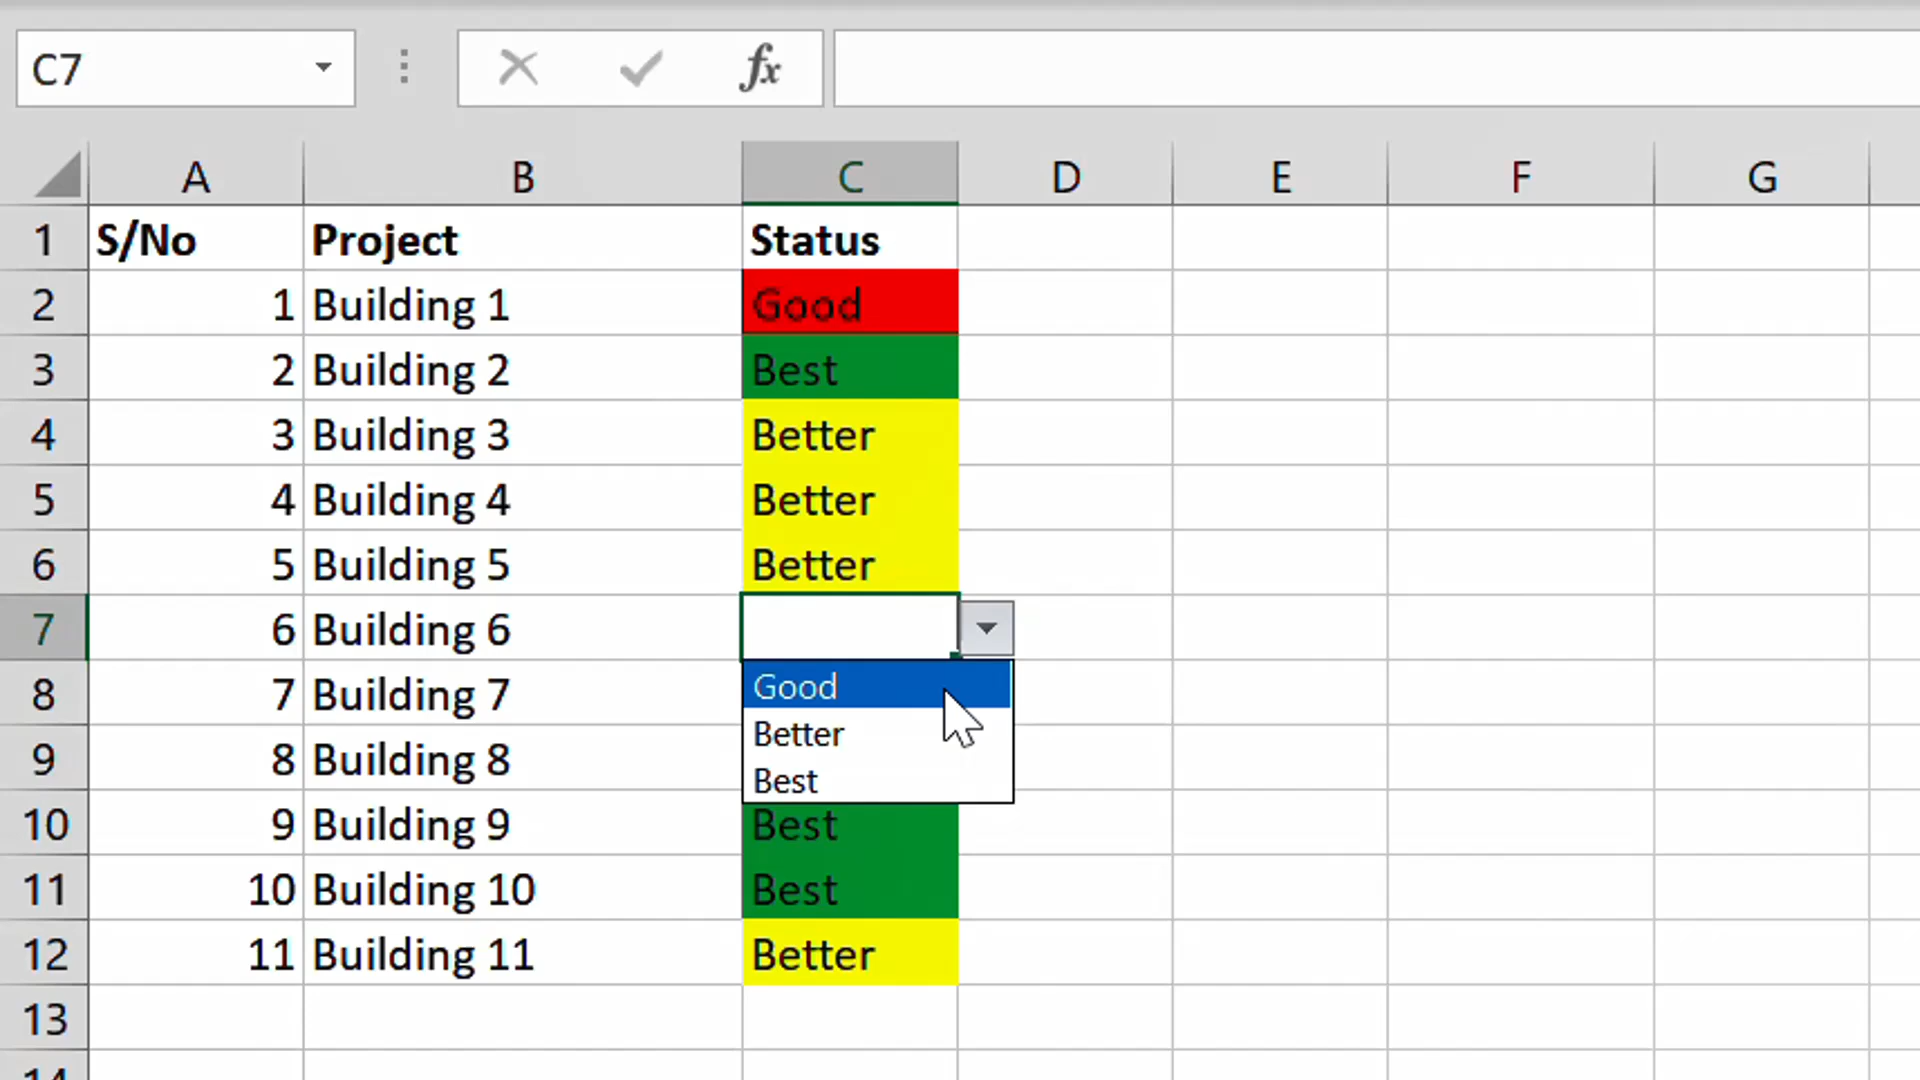 C7 fx
A B C D E F G
1 S/No Project Status
2 1 Building 1 Good
3 2 Building 2 Best
4 3 Building 3 Better
5 4 Building 4 Better
6 5 Building 5 Better
7 6 Building 6
8 7 Building 7 Good
Better
9 8 Building 8 Best
10 9 Building 9 Best
11 10 Building 10 Best
12 11 Building 11 Better
13
14